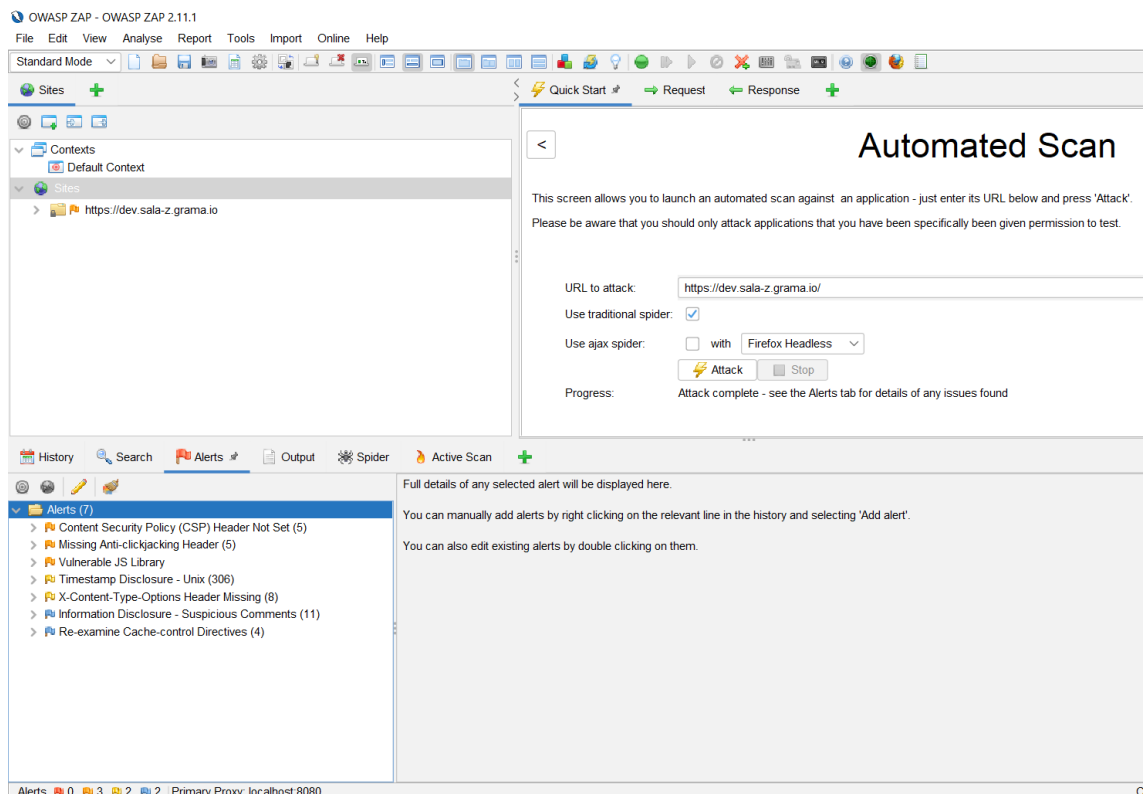 OWASP ZAP - OWASP ZAP 2.11.1
File Edit View Analyse Report Tools Import Online Help
Standard Mode
Sites
Quick Start Request Response
Contexts
Default Context
Sites
https://dev.sala-z.grama.io
<
Automated Scan
This screen allows you to launch an automated scan against an application - just enter its URL below and press 'Attack'.
Please be aware that you should only attack applications that you have been specifically been given permission to test.
URL to attack: https://dev.sala-z.grama.io/
Use traditional spider:
Use ajax spider: with Firefox Headless
Attack Stop
Progress: Attack complete - see the Alerts tab for details of any issues found
History Search Alerts Output Spider Active Scan
Alerts (7)
Content Security Policy (CSP) Header Not Set (5)
Missing Anti-clickjacking Header (5)
Vulnerable JS Library
Timestamp Disclosure - Unix (306)
X-Content-Type-Options Header Missing (8)
Information Disclosure - Suspicious Comments (11)
Re-examine Cache-control Directives (4)
Full details of any selected alert will be displayed here.
You can manually add alerts by right clicking on the relevant line in the history and selecting 'Add alert'.
You can also edit existing alerts by double clicking on them.
Alerts 0 3 2 2 Primary Proxy: localhost:8080